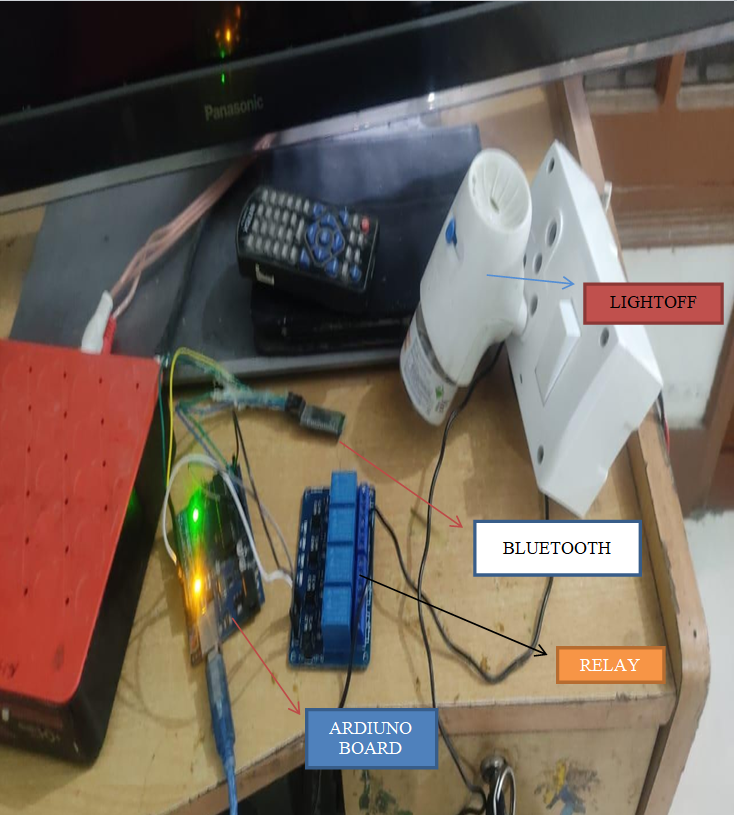 Panasonic
LIGHTOFF
BLUETOOTH
RELAY
ARDIUNO
BOARD